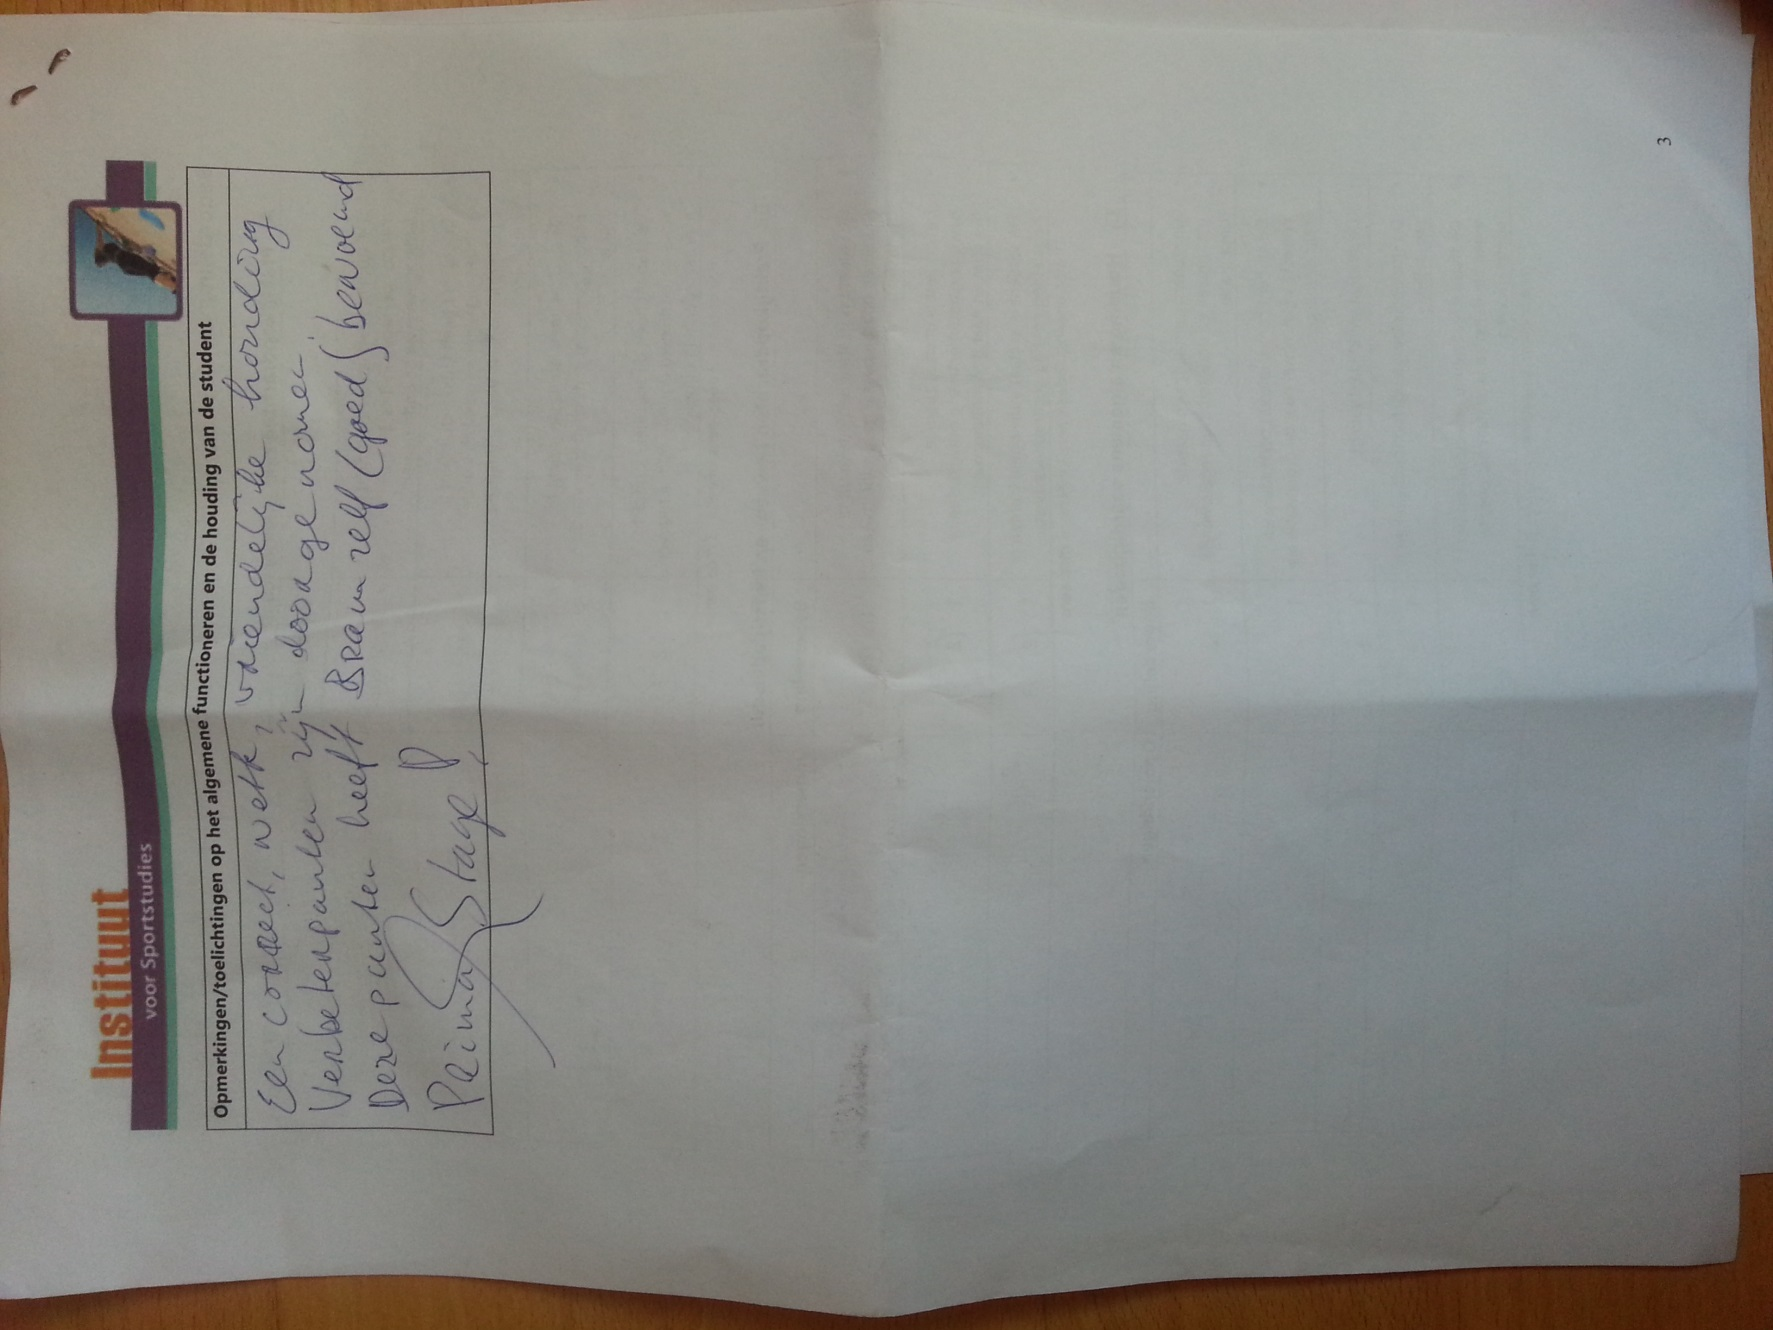 Instituut
voor Sportstudies
Opmerkingen/toelichtingen op het algemene functioneren en de houding van de student
Een correct, nette, vriendelijke houding
Verbeterpunten zijn doorgenomen,
Deze punten heeft Bram zelf (goed) benoemd
Prima Stage!
3